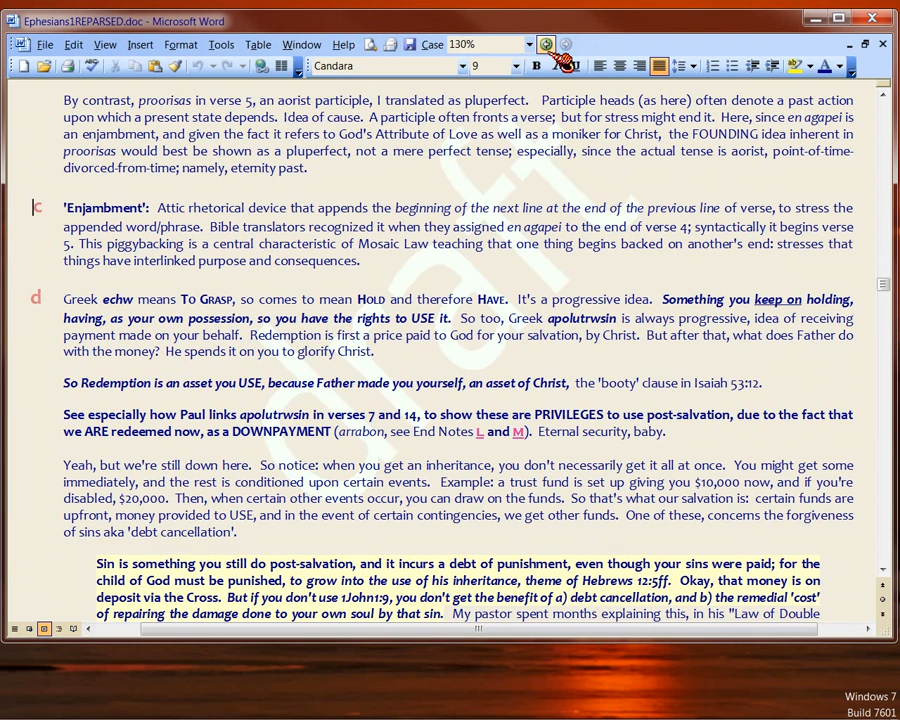 Ephesians1REPARSED.doc - Microsoft Word
File Edit View Insert Format Tools Table Window Help Case 130%
Candara 9 B U
By contrast, proorisas in verse 5, an aorist participle, I translated as pluperfect. Participle heads (as here) often denote a past action
upon which a present state depends. Idea of cause. A participle often fronts a verse; but for stress might end it. Here, since en agapei is
an enjambment, and given the fact it refers to God's Attribute of Love as well as a moniker for Christ, the FOUNDING idea inherent in
proorisas would best be shown as a pluperfect, not a mere perfect tense; especially, since the actual tense is aorist, point-of-time-
divorced-from-time; namely, eternity past.
c 'Enjambment': Attic rhetorical device that appends the beginning of the next line at the end of the previous line of verse, to stress the
appended word/phrase. Bible translators recognized it when they assigned en agapei to the end of verse 4; syntactically it begins verse
5. This piggybacking is a central characteristic of Mosaic Law teaching that one thing begins backed on another's end: stresses that
things have interlinked purpose and consequences.
d Greek echw means TO GRASP, so comes to mean HOLD and therefore HAVE. It's a progressive idea. Something you keep on holding,
having, as your own possession, so you have the rights to USE it. So too, Greek apolutrwsin is always progressive, idea of receiving
payment made on your behalf. Redemption is first a price paid to God for your salvation, by Christ. But after that, what does Father do
with the money? He spends it on you to glorify Christ.
So Redemption is an asset you USE, because Father made you yourself, an asset of Christ, the 'booty' clause in Isaiah 53:12.
See especially how Paul links apolutrwsin in verses 7 and 14, to show these are PRIVILEGES to use post-salvation, due to the fact that
we ARE redeemed now, as a DOWNPAYMENT (arrabon, see End Notes L and M). Eternal security, baby.
Yeah, but we're still down here. So notice: when you get an inheritance, you don't necessarily get it all at once. You might get some
immediately, and the rest is conditioned upon certain events. Example: a trust fund is set up giving you $10,000 now, and if you're
disabled, $20,000. Then, when certain other events occur, you can draw on the funds. So that's what our salvation is: certain funds are
upfront, money provided to USE, and in the event of certain contingencies, we get other funds. One of these, concerns the forgiveness
of sins aka 'debt cancellation'.
Sin is something you still do post-salvation, and it incurs a debt of punishment, even though your sins were paid; for the
child of God must be punished, to grow into the use of his inheritance, theme of Hebrews 12:5ff. Okay, that money is on
deposit via the Cross. But if you don't use 1John1:9, you don't get the benefit of a) debt cancellation, and b) the remedial 'cost'
of repairing the damage done to your own soul by that sin. My pastor spent months explaining this, in his "Law of Double
draft
Windows 7
Build 7601